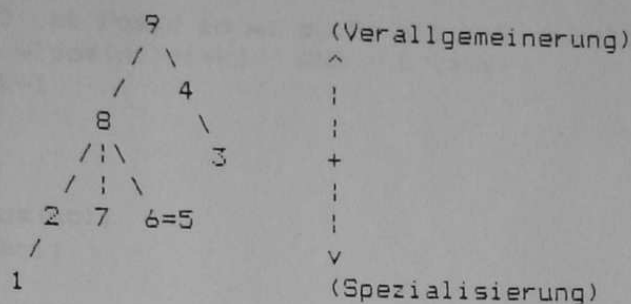 9 (Verallgemeinerung)
/ \ ^
/ 4 ¦
8 \ ¦
/¦\ 3 +
/ ¦ \ ¦
2 7 6=5 ¦
/ v
1 (Spezialisierung)